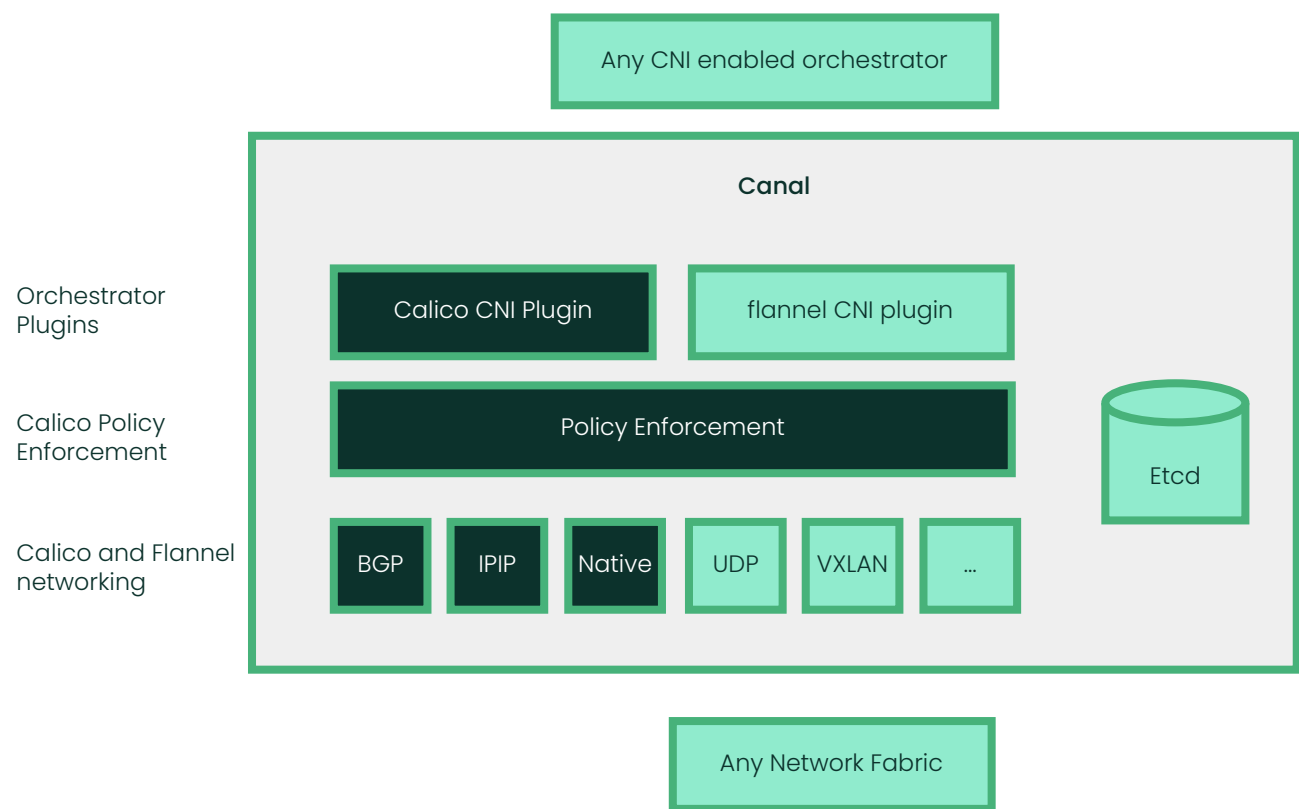 Any CNI enabled orchestrator
Canal
Orchestrator
Plugins
Calico CNI Plugin
flannel CNI plugin
Calico Policy
Enforcement
Policy Enforcement
Etcd
Calico and Flannel
networking
BGP
IPIP
Native
UDP
VXLAN
...
Any Network Fabric